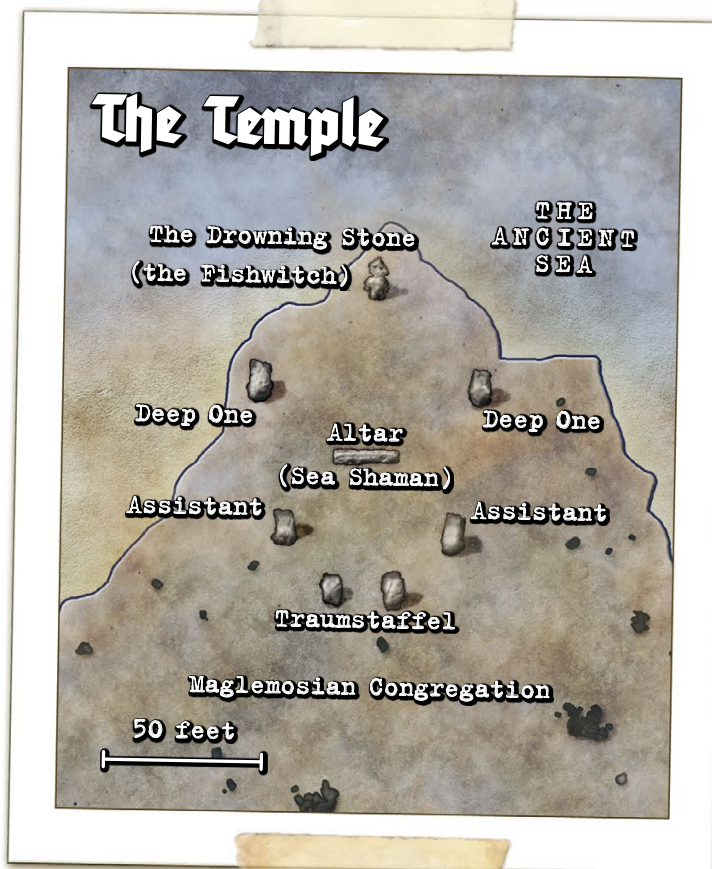 The Temple
THE
ANCIENT
SEA
The Drowning Stone
(the Fishwitch)
Deep One
Deep One
Altar
(Sea Shaman)
Assistant
Assistant
Traumstaffel
Maglemosian Congregation
50 feet